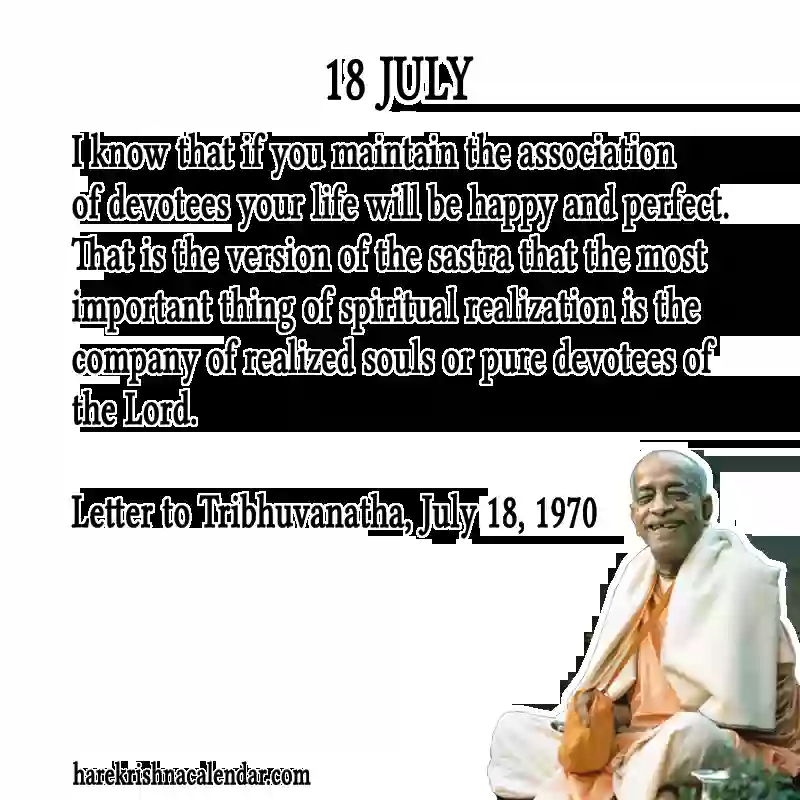 18 JULY
I know that if you maintain the association
of devotees your life will be happy and perfect.
That is the version of the sastra that the most
important thing of spiritual realization is the
company of realized souls or pure devotees of
the Lord.
Letter to Tribhuvanatha, July 18, 1970
harekrishnacalendar.com